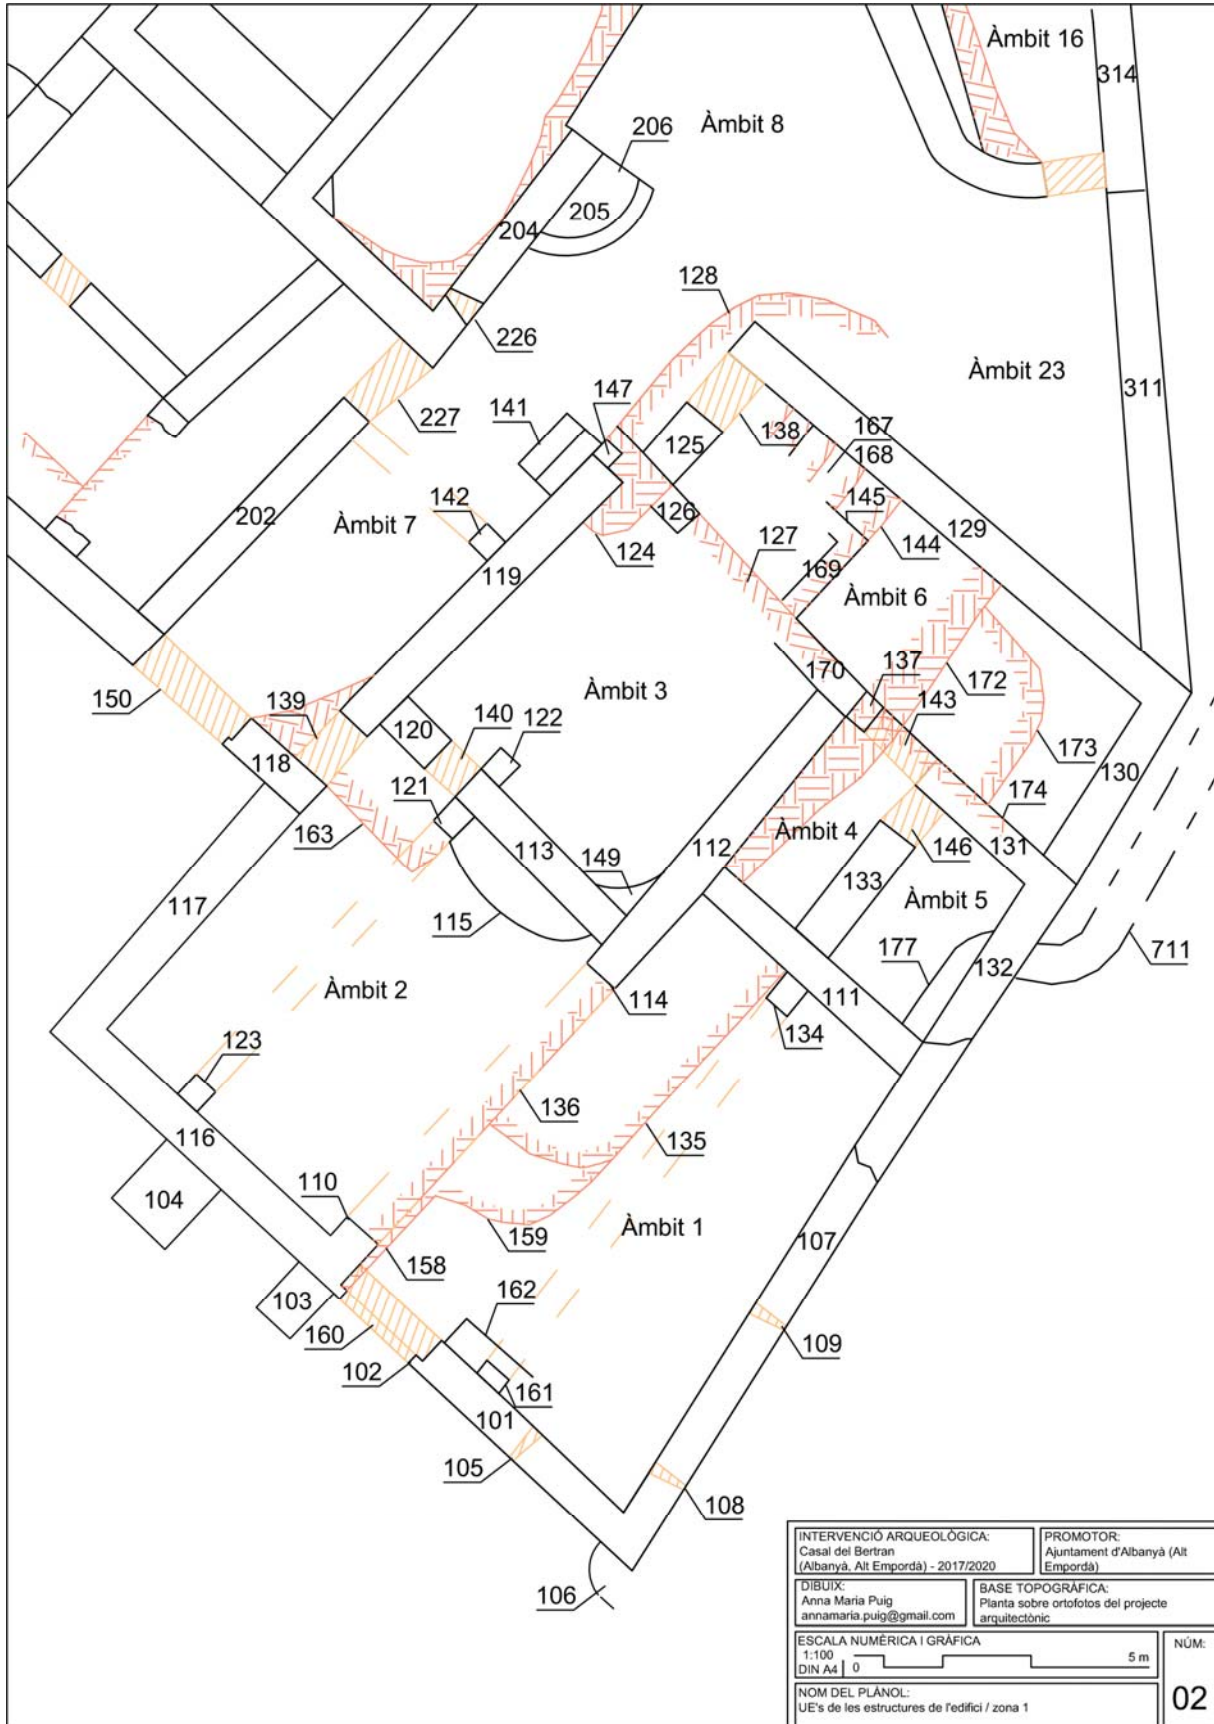 Àmbit 16
314
Àmbit 8
206
205
204
128
226
Àmbit 23
311
147
141
227
125
138
167
168
142
126
145
202
Àmbit 7
129
124
127
144
119
169
Àmbit 6
137
170
172
150
139
Àmbit 3
140
122
143
120
118
173
130
121
174
163
Àmbit 4
112
113
146
149
131
133
117
115
Àmbit 5
177
132
711
Àmbit 2
111
114
134
123
136
135
116
110
104
Àmbit 1
107
158
159
103
162
160
109
102
161
101
105
108
106
INTERVENCIÓ ARQUEOLÒGICA:
Casal del Bertran
(Albanyà, Alt Empordà) - 2017/2020
PROMOTOR:
Ajuntament d'Albanyà (Alt
Empordà)
DIBUIX:
Anna Maria Puig
annamaria.puig@gmail.com
BASE TOPOGRÀFICA:
Planta sobre ortofotos del projecte
arquitectònic
ESCALA NUMÈRICA I GRÀFICA
1:100
DIN A4
0
5 m
NÚM:
02
NOM DEL PLÀNOL:
UE's de les estructures de l'edifici / zona 1